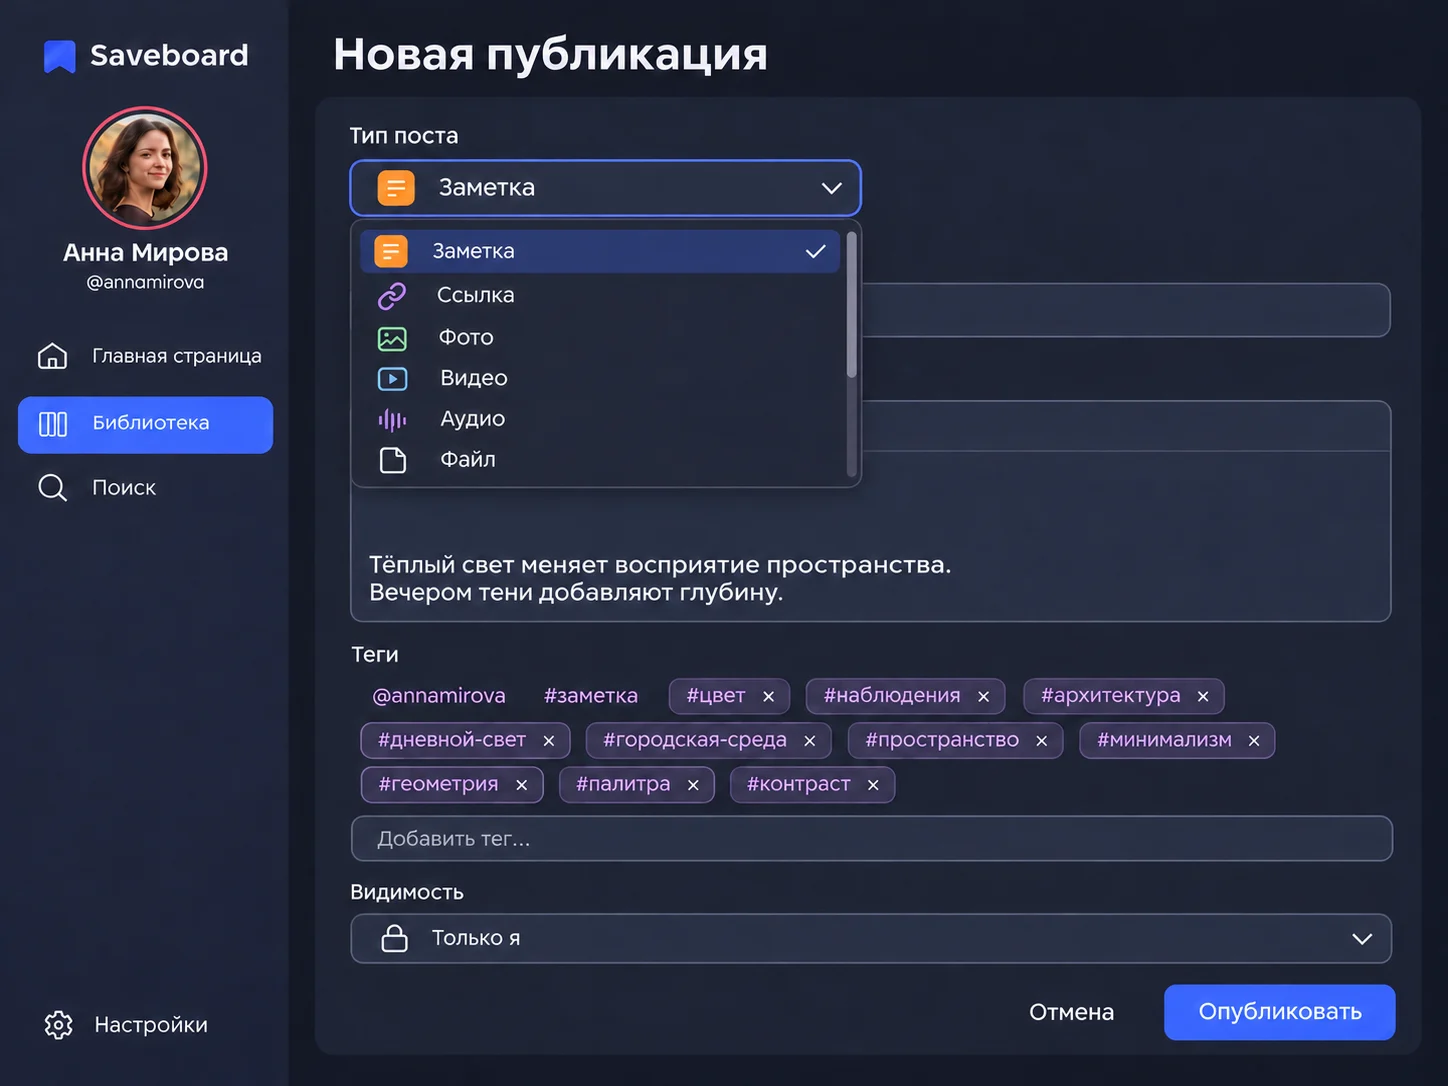 Saveboard
Анна Мирова
@annamirova
Главная страница
Библиотека
Поиск
Настройки
Новая публикация
Тип поста
Заметка
Заметка
Ссылка
Фото
Видео
Аудио
Файл
Тёплый свет меняет восприятие пространства.
Вечером тени добавляют глубину.
Теги
@annamirova #заметка #цвет × #наблюдения × #архитектура ×
#дневной-свет × #городская-среда × #пространство × #минимализм ×
#геометрия × #палитра × #контраст ×
Добавить тег...
Видимость
Только я
Отмена Опубликовать